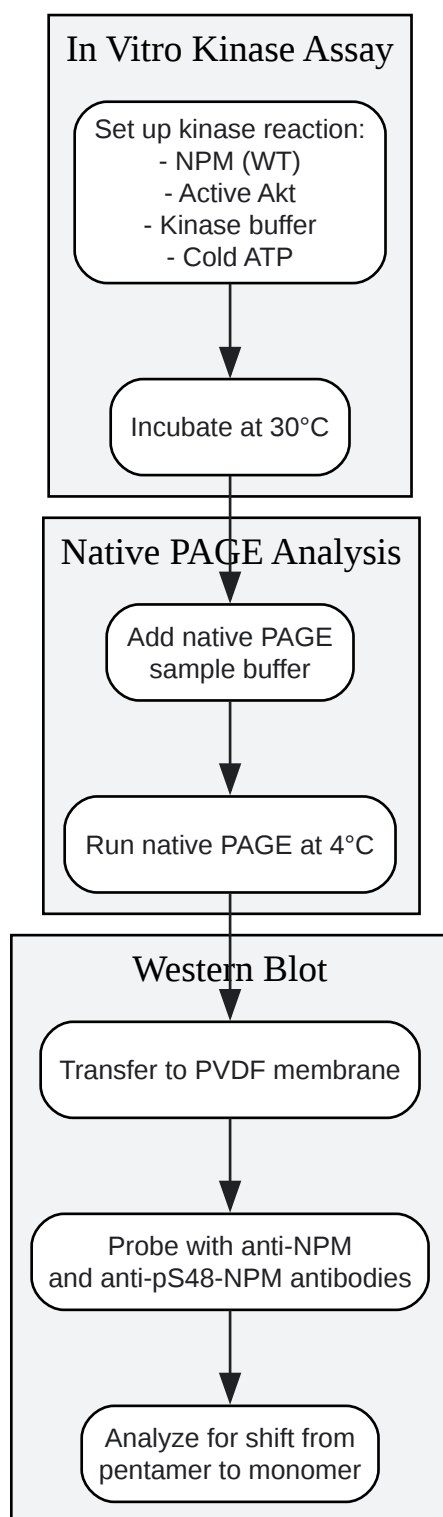 In Vitro Kinase Assay
Set up kinase reaction:
- NPM (WT)
- Active Akt
- Kinase buffer
- Cold ATP
Incubate at 30°C
Native PAGE Analysis
Add native PAGE
sample buffer
Run native PAGE at 4°C
Western Blot
Transfer to PVDF membrane
Probe with anti-NPM
and anti-pS48-NPM antibodies
Analyze for shift from
pentamer to monomer